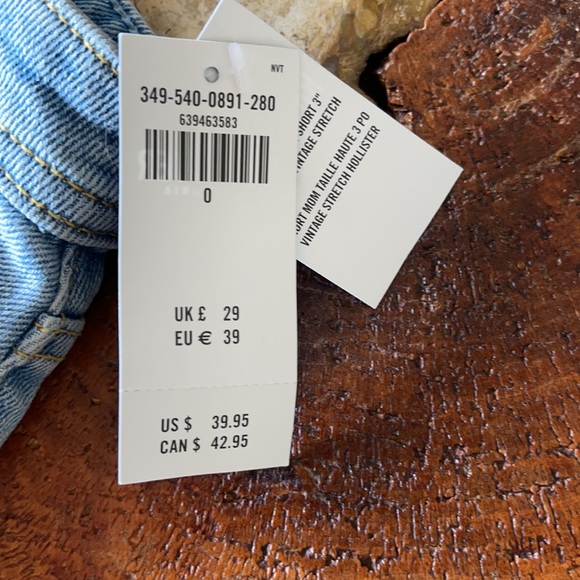 NVT
349-540-0891-280
639463583
0
UK £ 29
EU € 39
US $ 39.95
CAN $ 42.95
SHORT 3"
VINTAGE STRETCH
MOM TAILLE HAUTE 3 PO
VINTAGE STRETCH HOLLISTER